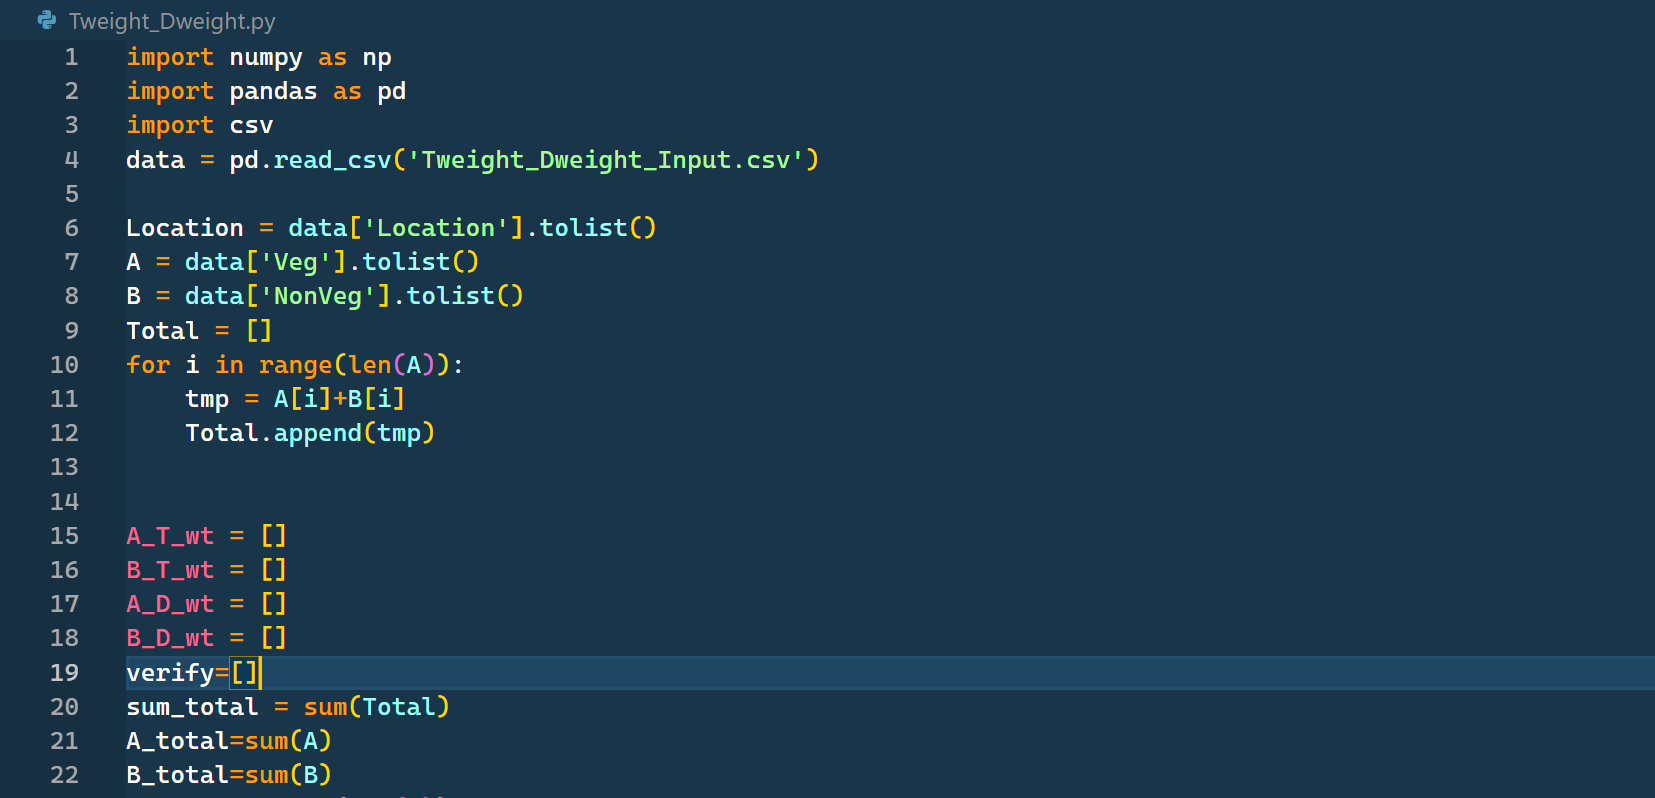 Tweight_Dweight.py
1 import numpy as np
2 import pandas as pd
3 import csv
4 data = pd.read_csv('Tweight_Dweight_Input.csv')
5
6 Location = data['Location'].tolist()
7 A = data['Veg'].tolist()
8 B = data['NonVeg'].tolist()
9 Total = []
10 for i in range(len(A)):
11     tmp = A[i]+B[i]
12     Total.append(tmp)
13
14
15 A_T_wt = []
16 B_T_wt = []
17 A_D_wt = []
18 B_D_wt = []
19 verify=[]
20 sum_total = sum(Total)
21 A_total=sum(A)
22 B_total=sum(B)